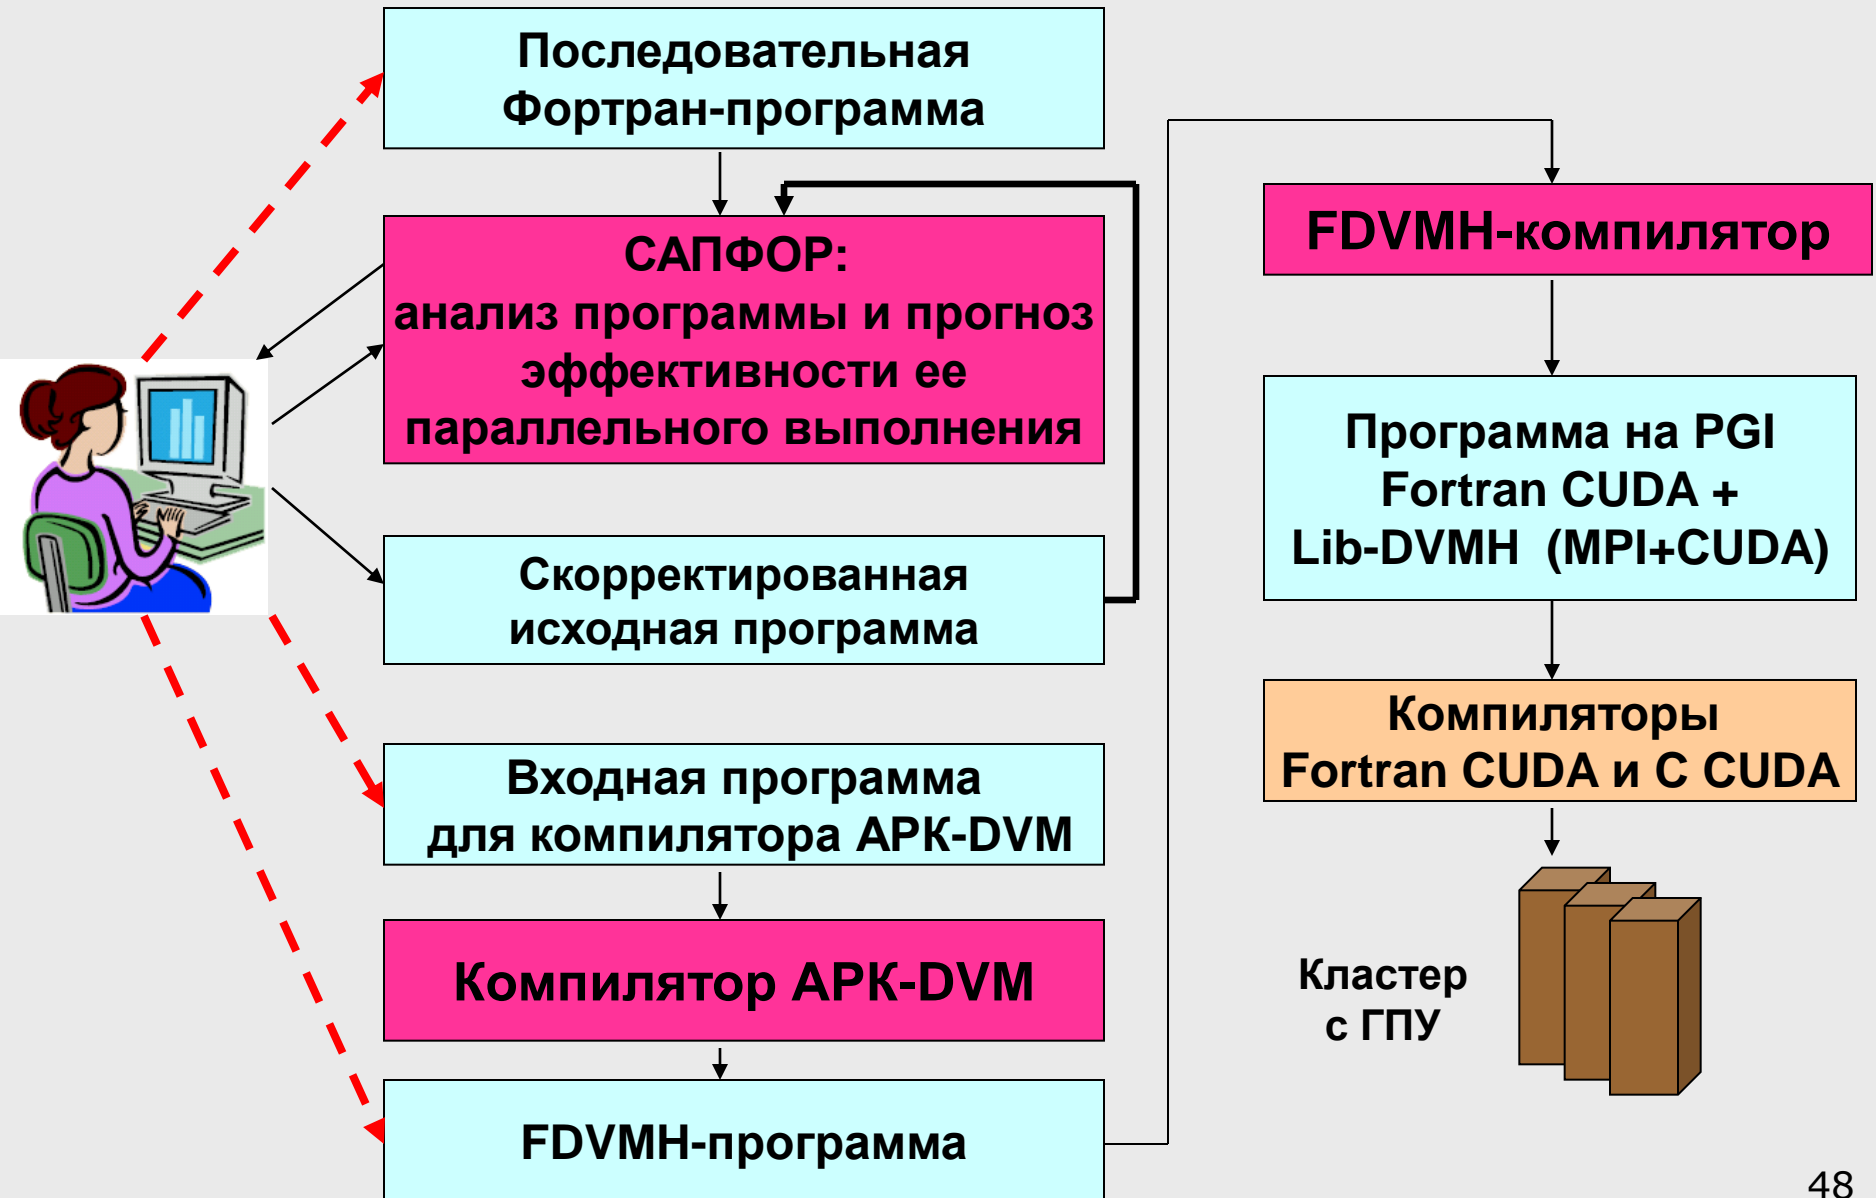 Последовательная
Фортран-программа
САПФОР:
анализ программы и прогноз
эффективности ее
параллельного выполнения
Скорректированная
исходная программа
Входная программа
для компилятора АРК-DVM
Компилятор АРК-DVM
FDVMH-программа
FDVMH-компилятор
Программа на PGI
Fortran CUDA +
Lib-DVMH (MPI+CUDA)
Компиляторы
Fortran CUDA и C CUDA
Кластер
с ГПУ
48